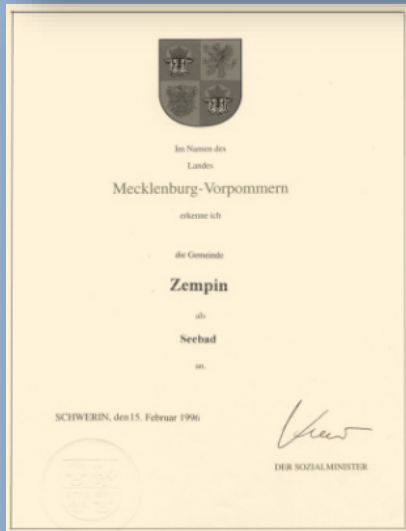 Im Namen des
Landes
Mecklenburg-Vorpommern
erkenne ich
die Gemeinde
Zempin
als
Seebad
an.
SCHWERIN, den 15. Februar 1996
DER SOZIALMINISTER